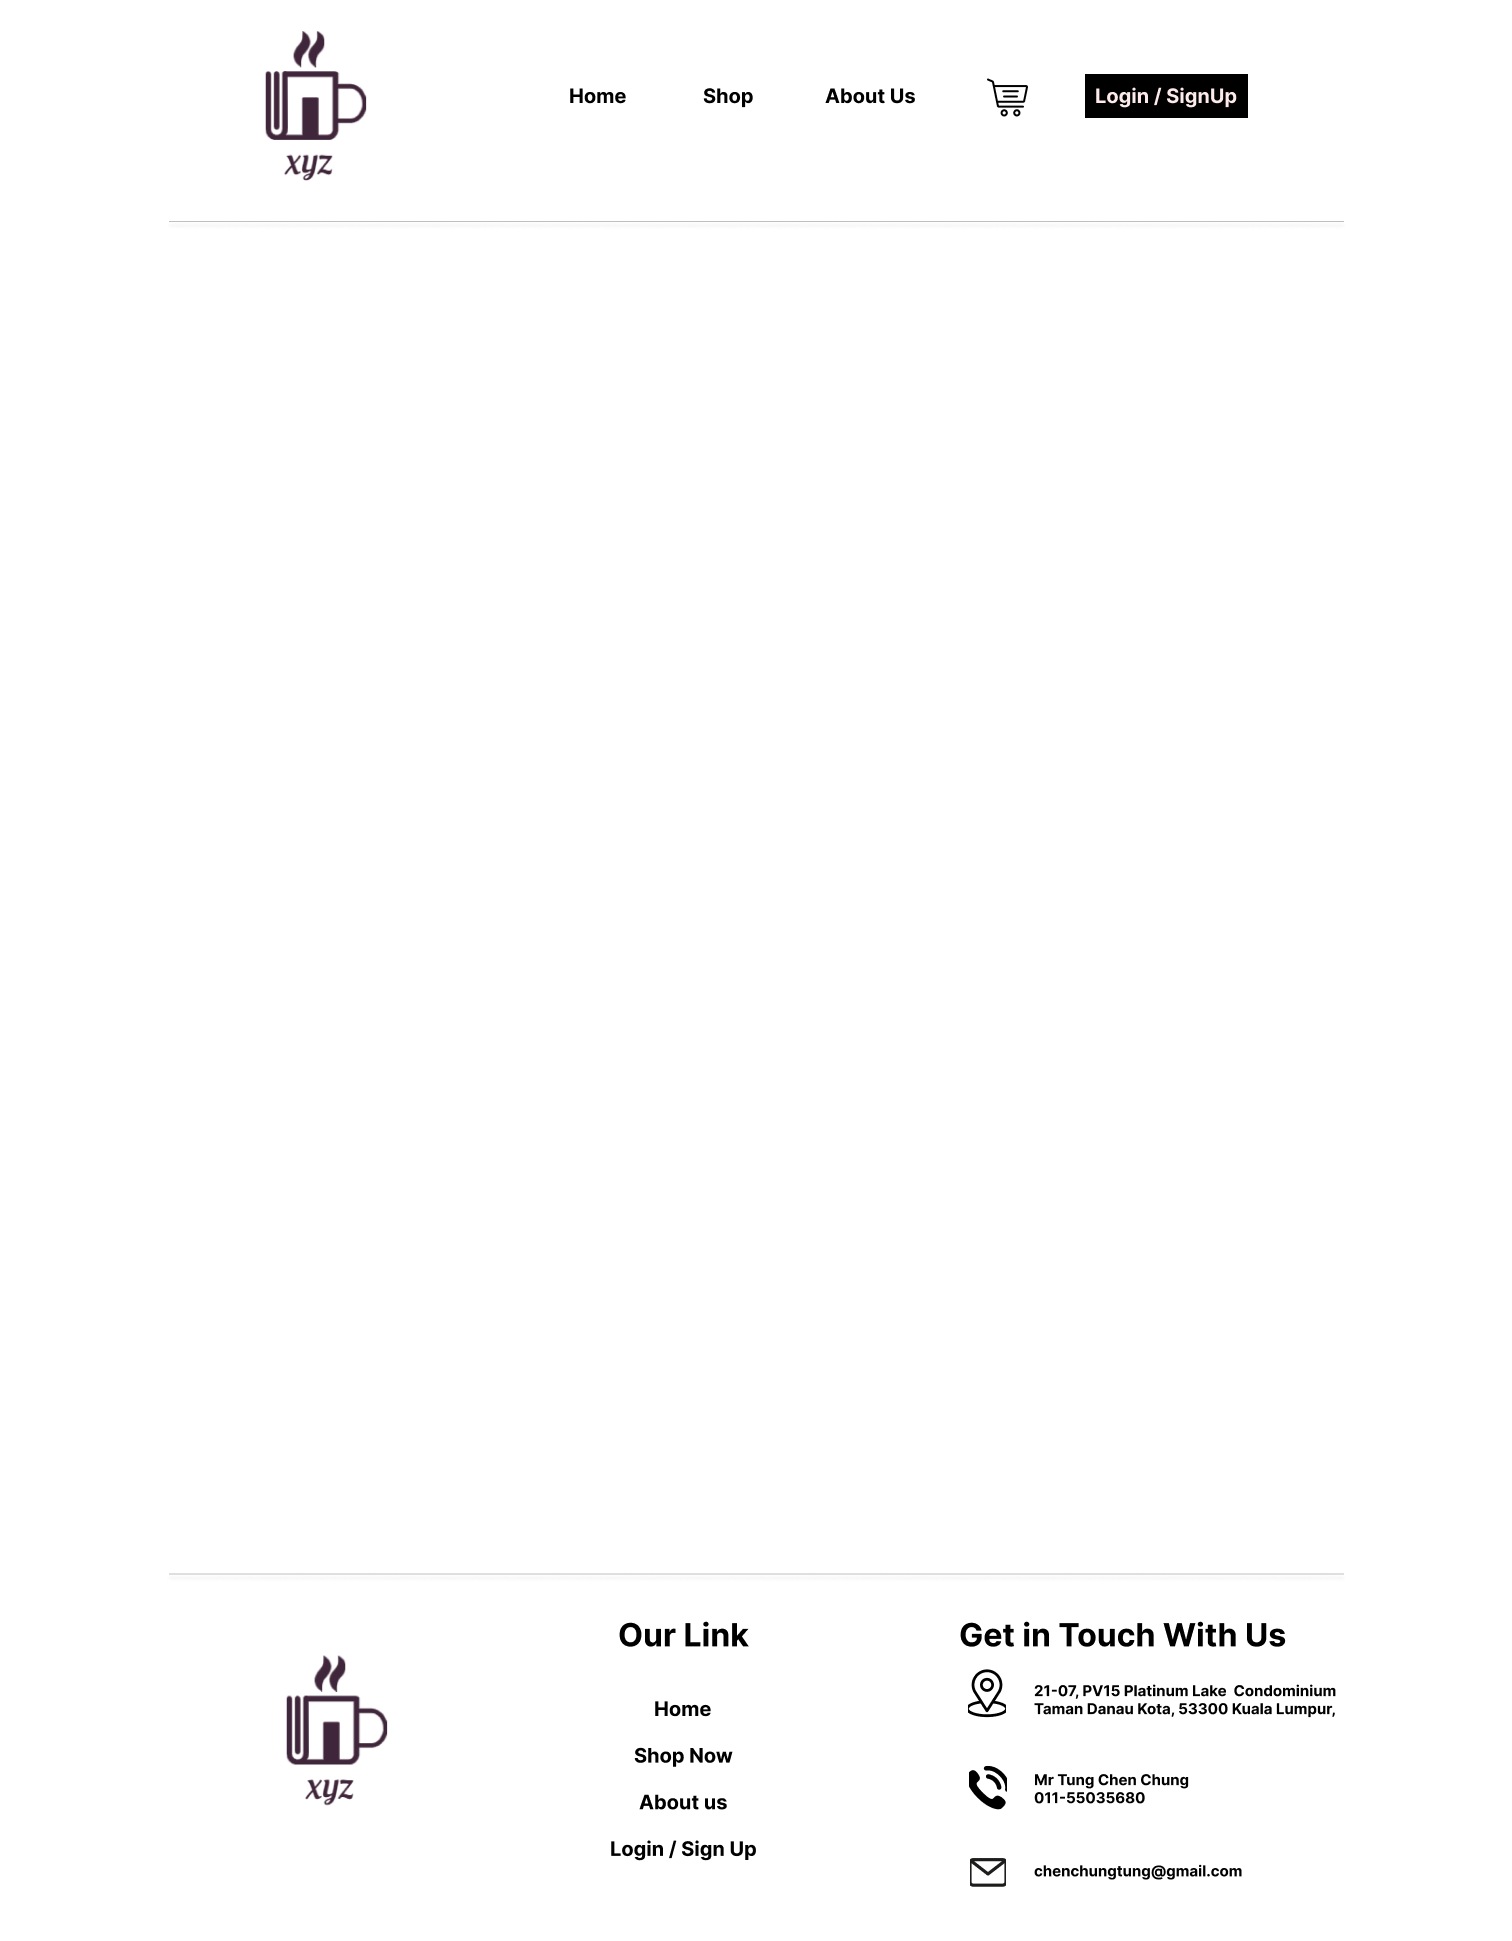 xyz
Home
Shop
About Us
Login / SignUp
xyz
Our Link
Home
Shop Now
About us
Login / Sign Up
Get in Touch With Us
21-07, PV15 Platinum Lake  Condominium
Taman Danau Kota, 53300 Kuala Lumpur,
Mr Tung Chen Chung
011-55035680
chenchungtung@gmail.com